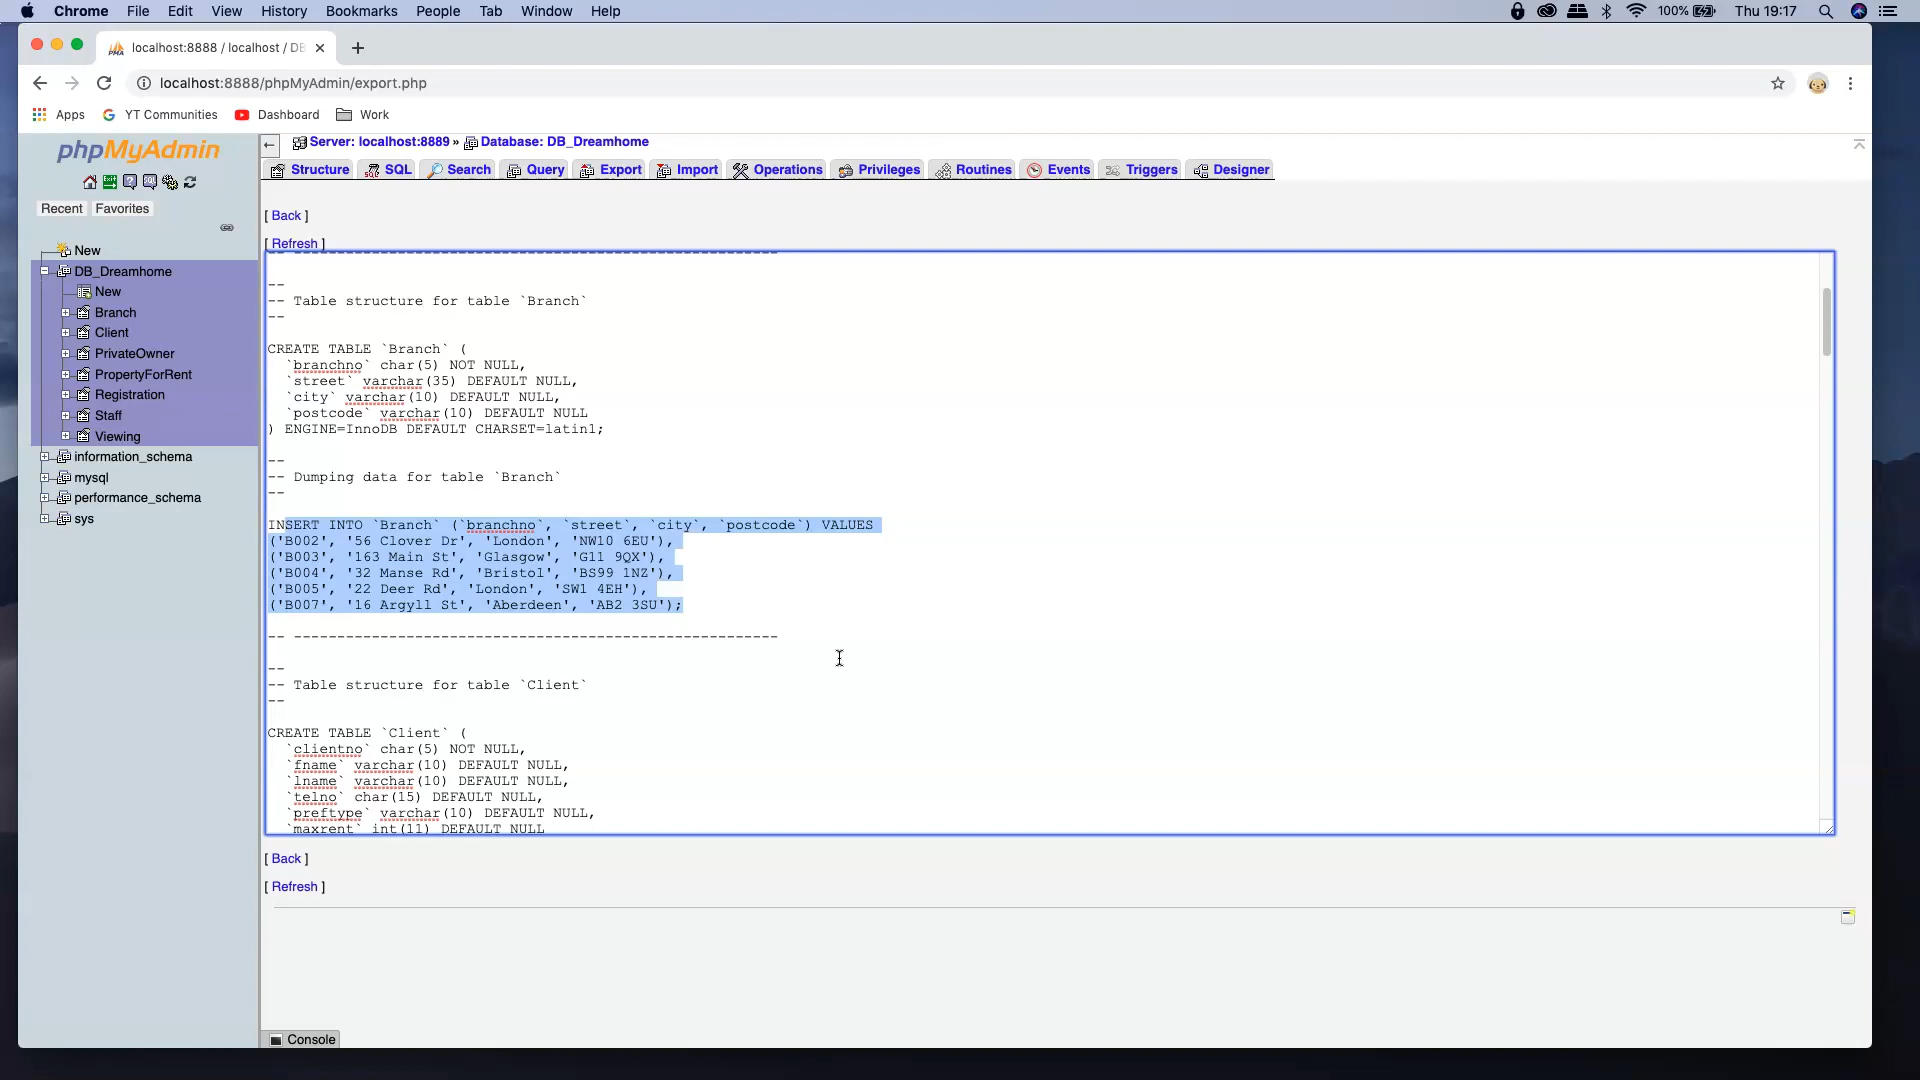 Chrome File Edit View History Bookmarks People Tab Window Help 100% Thu 19:17
localhost:8888 / localhost / DB
localhost:8888/phpMyAdmin/export.php
Apps YT Communities Dashboard Work
phpMyAdmin
Recent Favorites
New
DB_Dreamhome
New
Branch
Client
PrivateOwner
PropertyForRent
Registration
Staff
Viewing
information_schema
mysql
performance_schema
sys
Server: localhost:8889 » Database: DB_Dreamhome
Structure SQL Search Query Export Import Operations Privileges Routines Events Triggers Designer
[ Back ]
[ Refresh ]
-- --------------------------------------------------------
--
-- Table structure for table `Branch`
--
CREATE TABLE `Branch` (
`branchno` char(5) NOT NULL,
`street` varchar(35) DEFAULT NULL,
`city` varchar(10) DEFAULT NULL,
`postcode` varchar(10) DEFAULT NULL
) ENGINE=InnoDB DEFAULT CHARSET=latin1;
--
-- Dumping data for table `Branch`
--
INSERT INTO `Branch` (`branchno`, `street`, `city`, `postcode`) VALUES
('B002', '56 Clover Dr', 'London', 'NW10 6EU'),
('B003', '163 Main St', 'Glasgow', 'G11 9QX'),
('B004', '32 Manse Rd', 'Bristol', 'BS99 1NZ'),
('B005', '22 Deer Rd', 'London', 'SW1 4EH'),
('B007', '16 Argyll St', 'Aberdeen', 'AB2 3SU');
-- --------------------------------------------------------
--
-- Table structure for table `Client`
--
CREATE TABLE `Client` (
`clientno` char(5) NOT NULL,
`fname` varchar(10) DEFAULT NULL,
`lname` varchar(10) DEFAULT NULL,
`telno` char(15) DEFAULT NULL,
`preftype` varchar(10) DEFAULT NULL,
`maxrent` int(11) DEFAULT NULL
[ Back ]
[ Refresh ]
Console